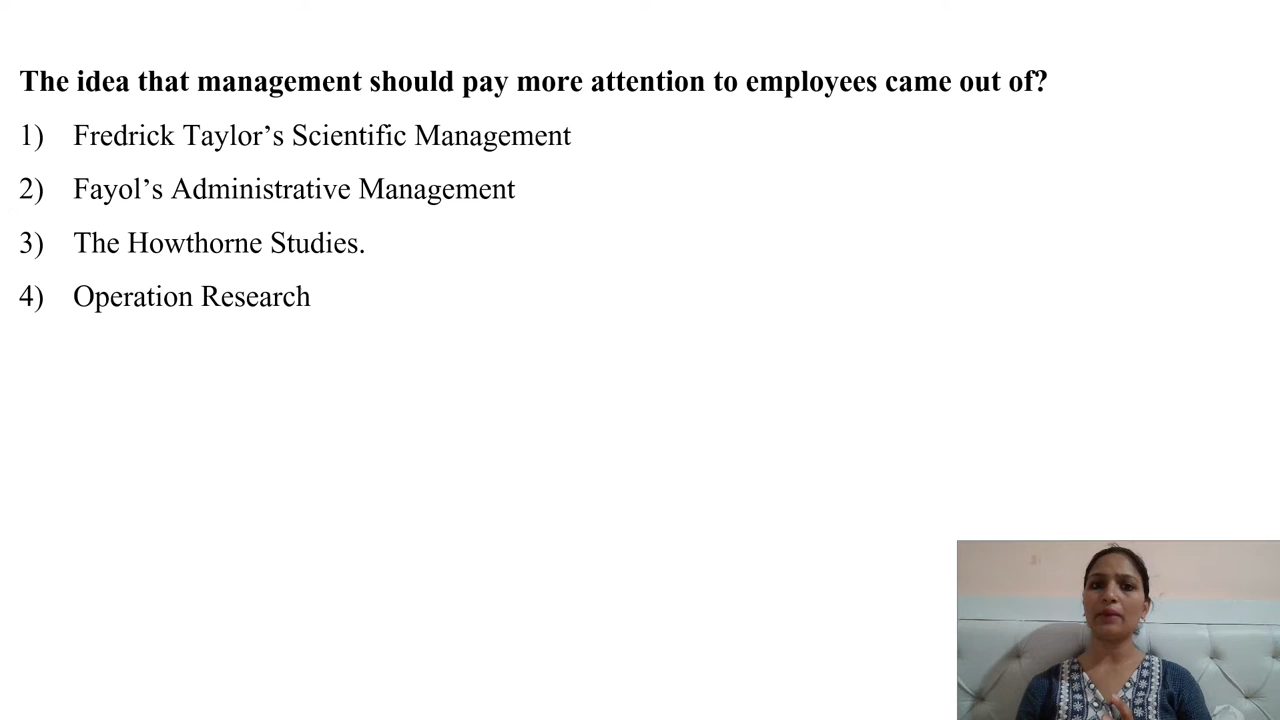 The idea that management should pay more attention to employees came out of?
1) Fredrick Taylor’s Scientific Management
2) Fayol’s Administrative Management
3) The Howthorne Studies.
4) Operation Research